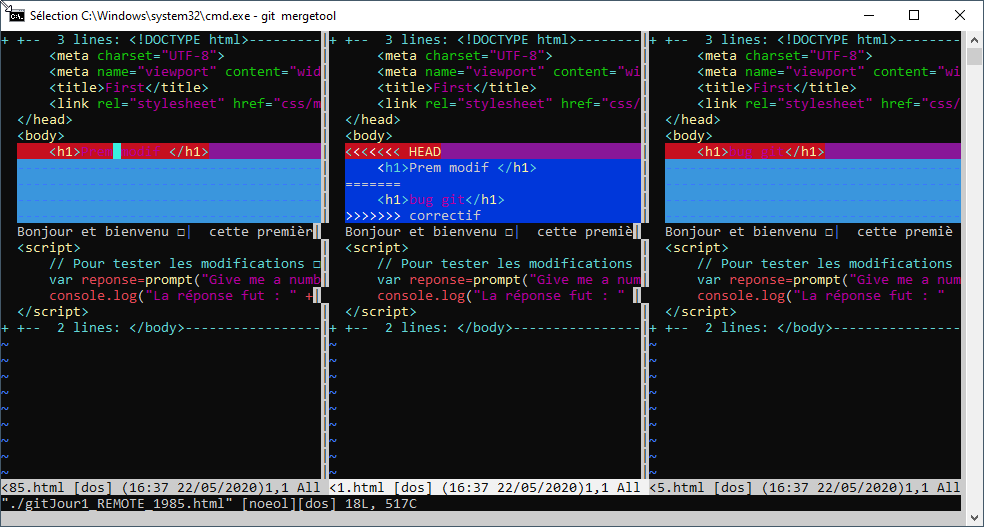 Sélection C:\Windows\system32\cmd.exe - git mergetool
+ +-- 3 lines: <!DOCTYPE html>---------
<meta charset="UTF-8">
<meta name="viewport" content="wid
<title>First</title>
<link rel="stylesheet" href="css/m
</head>
<body>
<h1>Prem modif </h1>
Bonjour et bienvenu □| cette premièr
<script>
// Pour tester les modifications □
var reponse=prompt("Give me a numb
console.log("La réponse fut : " +
</script>
+ +-- 2 lines: </body>-----------------
~
~
~
~
~
~
~
~
~
<85.html [dos] (16:37 22/05/2020)1,1 All
+ +-- 3 lines: <!DOCTYPE html>---------
<meta charset="UTF-8">
<meta name="viewport" content="wi
<title>First</title>
<link rel="stylesheet" href="css/
</head>
<body>
<<<<<<< HEAD
<h1>Prem modif </h1>
=======
<h1>bug git</h1>
>>>>>>> correctif
Bonjour et bienvenu □| cette premiè
<script>
// Pour tester les modifications
var reponse=prompt("Give me a num
console.log("La réponse fut : "
</script>
+ +-- 2 lines: </body>----------------
~
~
~
~
~
~
~
~
~
<1.html [dos] (16:37 22/05/2020)1,1 All
+ +-- 3 lines: <!DOCTYPE html>---------
<meta charset="UTF-8">
<meta name="viewport" content="wi
<title>First</title>
<link rel="stylesheet" href="css/
</head>
<body>
<h1>bug git</h1>
Bonjour et bienvenu □| cette premiè
<script>
// Pour tester les modifications
var reponse=prompt("Give me a num
console.log("La réponse fut : "
</script>
+ +-- 2 lines: </body>----------------
~
~
~
~
~
~
~
~
~
<5.html [dos] (16:37 22/05/2020)1,1 All
"./gitJour1_REMOTE_1985.html" [noeol][dos] 18L, 517C